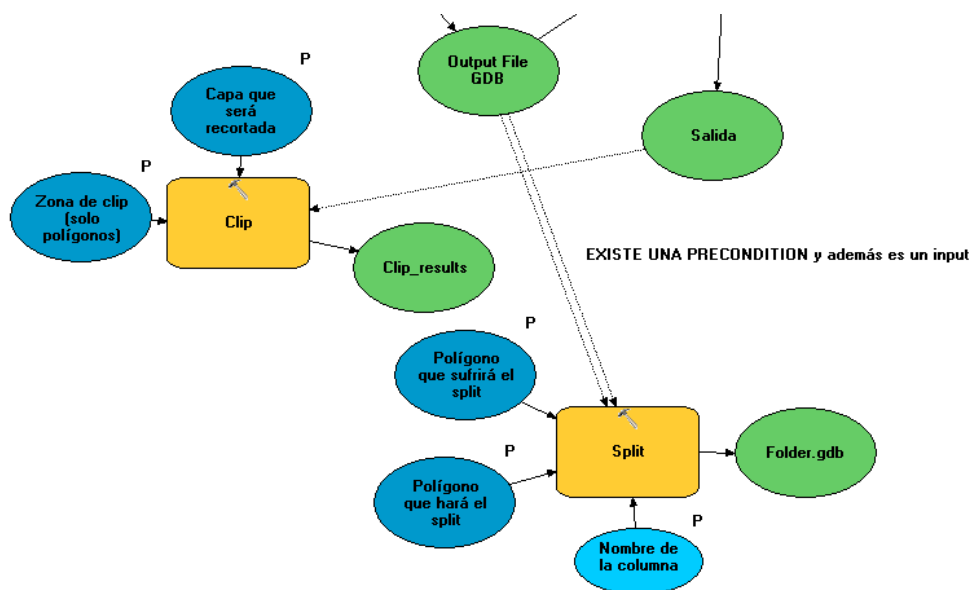 Output File
GDB
P
Capa que
será
recortada
Salida
P
Zona de clip
(solo
polígonos)
Clip
Clip_results
EXISTE UNA PRECONDITION y además es un input
P
Polígono
que sufrirá el
split
P
Polígono
que hará el
split
Split
Folder.gdb
P
Nombre de
la columna